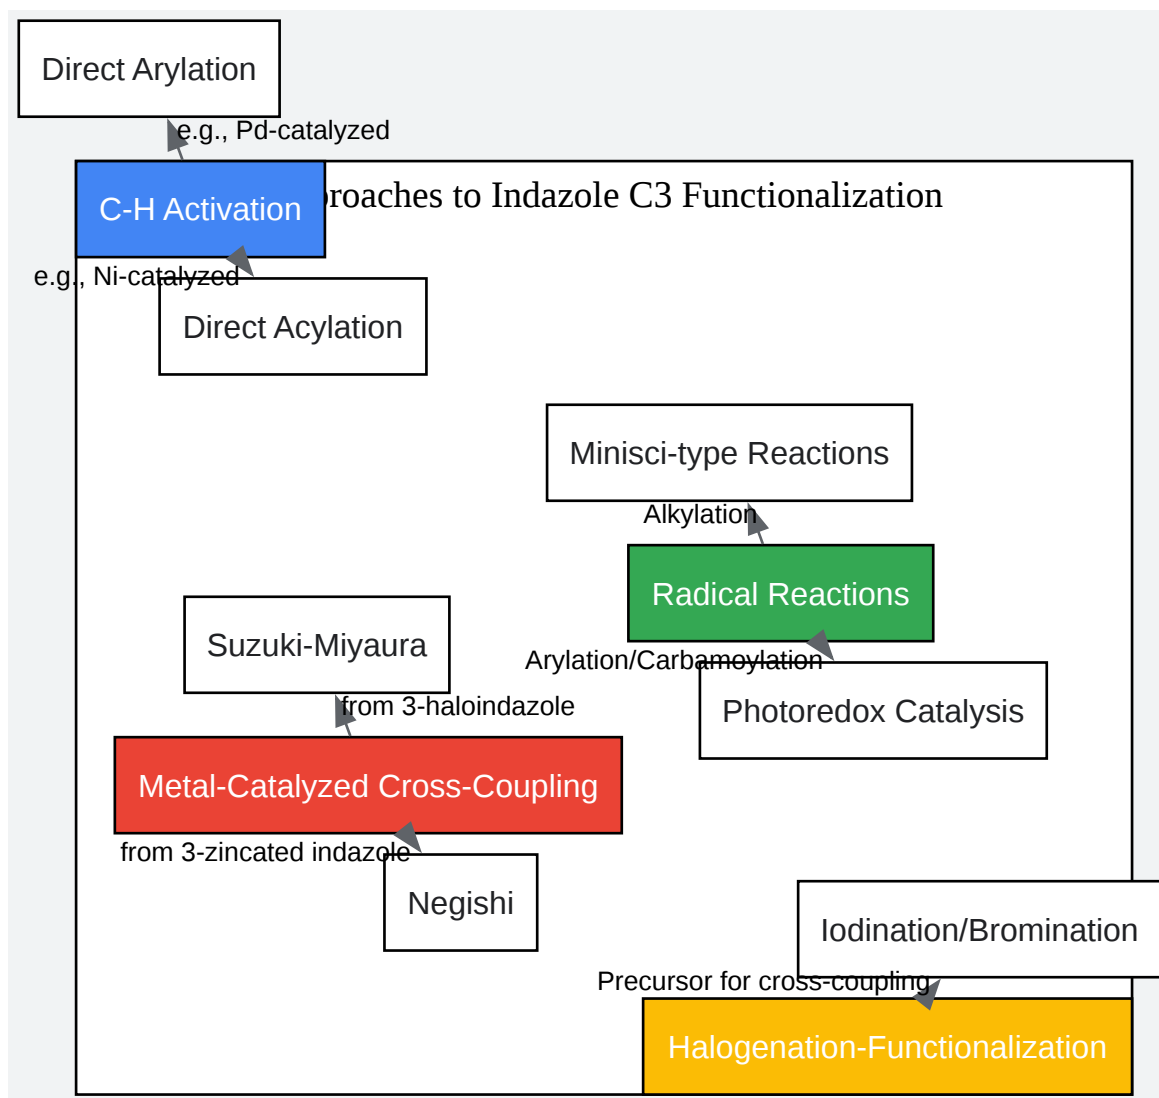 Direct Arylation
e.g., Pd-catalyzed
C-H Activation
roaches to Indazole C3 Functionalization
e.g., Ni-catalyzed
Direct Acylation
Minisci-type Reactions
Alkylation
Radical Reactions
Suzuki-Miyaura
Arylation/Carbamoylation
from 3-haloindazole
Photoredox Catalysis
Metal-Catalyzed Cross-Coupling
from 3-zincated indazole
Negishi
Iodination/Bromination
Precursor for cross-coupling
Halogenation-Functionalization